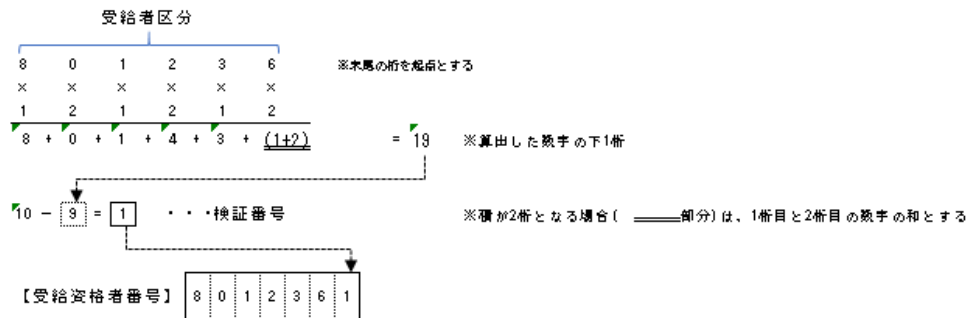 受給者区分
8 0 1 2 3 6 ※末尾の桁を起点とする
× × × × × ×
1 2 1 2 1 2
8 + 0 + 1 + 4 + 3 + (1+2) = 19 ※算出した数字の下1桁
10 － 9 = 1 ・・・検証番号 ※積が2桁となる場合( 部分)は、1桁目と2桁目の数字の和とする
【受給資格者番号】 8 0 1 2 3 6 1